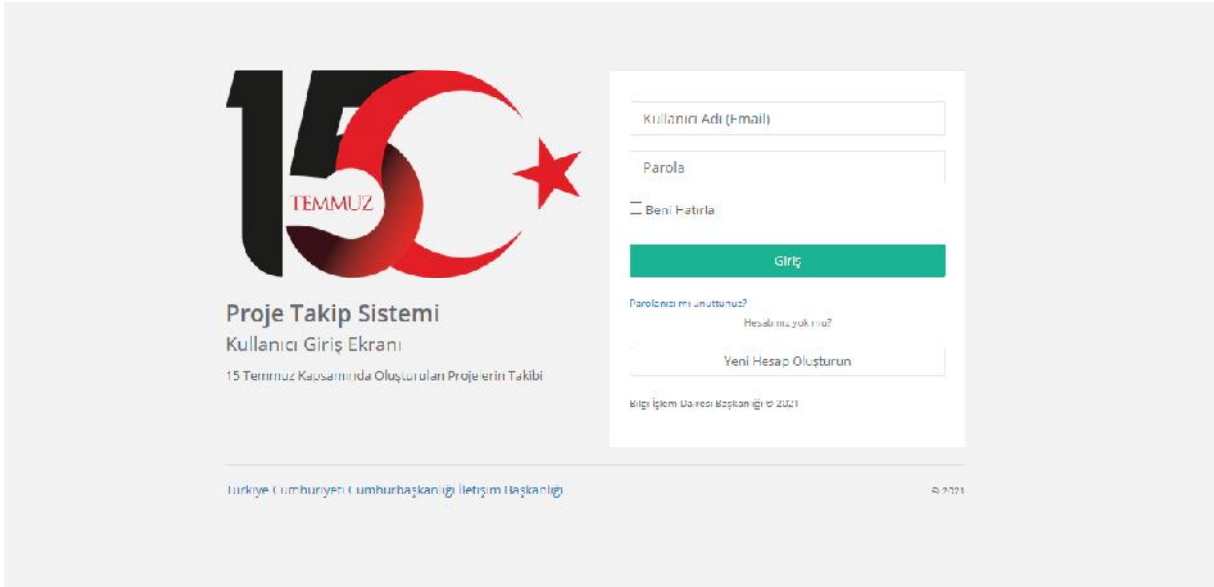 15
TEMMUZ
Proje Takip Sistemi
Kullanıcı Giriş Ekranı
15 Temmuz Kapsamında Oluşturulan Projelerin Takibi
Kullanıcı Adı (Email)
Parola
Beni Hatırla
Giriş
Parolanızı mı unuttunuz?
Hesabınız yok mu?
Yeni Hesap Oluşturun
Bilgi İşlem Dairesi Başkanlığı © 2021
Türkiye Cumhuriyeti Cumhurbaşkanlığı İletişim Başkanlığı
© 2021